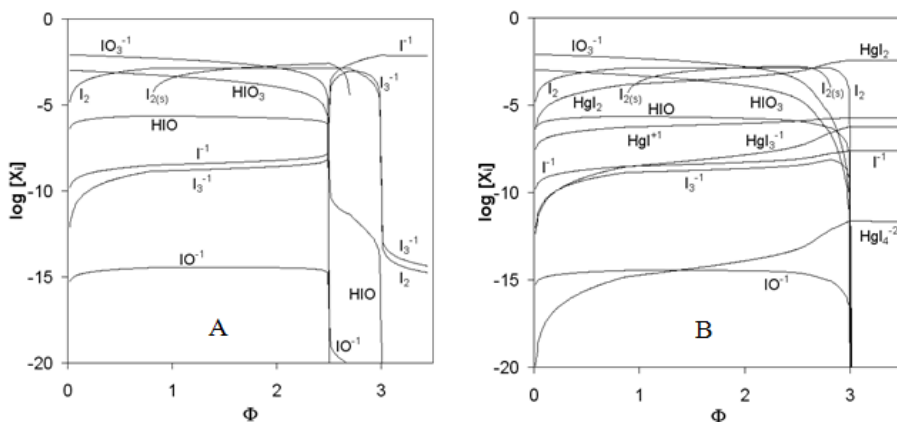 0
-5
-10
-15
-20
log [Xᵢ]
0
1
2
3
Φ
IO₃⁻¹
I⁻¹
I₂
I₂₍ₛ₎
HIO₃
I₃⁻¹
HIO
I⁻¹
I₃⁻¹
IO⁻¹
A
HIO
IO⁻¹
I₃⁻¹
I₂
0
-5
-10
-15
-20
log [Xᵢ]
0
1
2
3
Φ
IO₃⁻¹
HgI₂
I₂
HgI₂
I₂₍ₛ₎
HIO
HIO₃
I₂₍ₛ₎
I₂
HgI⁺¹
HgI₃⁻¹
I⁻¹
I₃⁻¹
I⁻¹
HgI₄⁻²
IO⁻¹
B